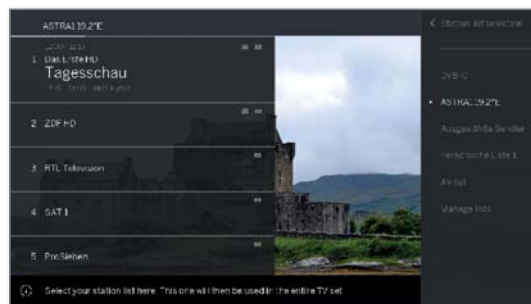 ASTRA1 19.2°E
1 Das Erste HD
Tagesschau
2 ZDF HD
3 RTL Television
4 SAT.1
5 ProSieben
Station list selection
DVB-C
ASTRA1 19.2°E
Ausgewählte Sender
Persönliche Liste 1
AV list
Manage lists
Select your station list here. This one will then be used in the entire TV set